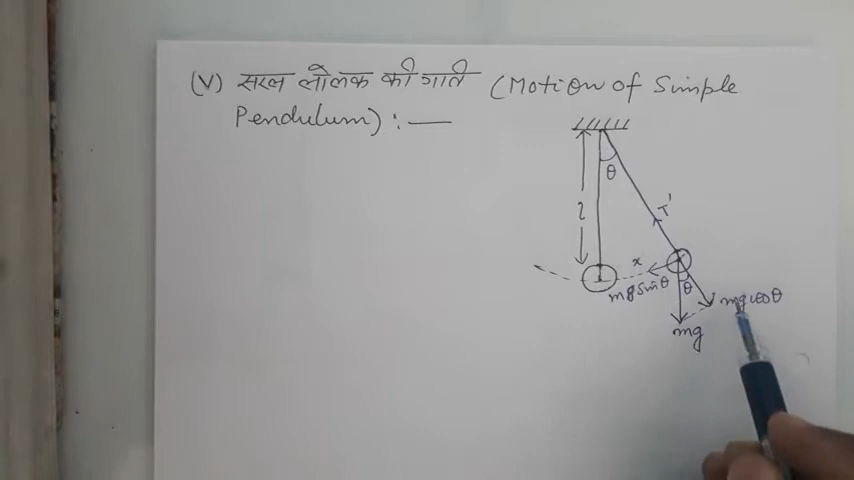 (V) सरल लोलक की गति (Motion of Simple
Pendulum) : —
θ
l
T'
x
mg sinθ
θ
mg cosθ
mg